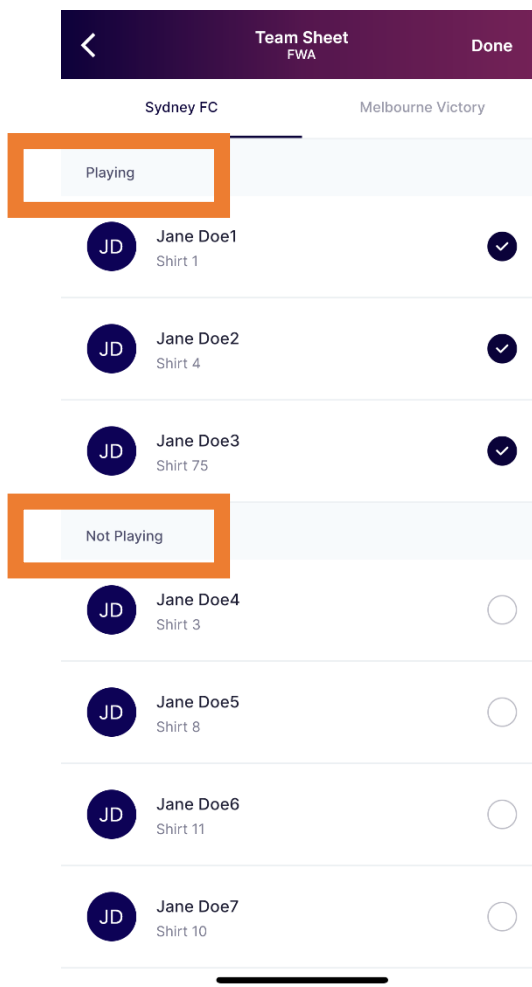 Team Sheet
FWA
Done
Sydney FC
Melbourne Victory
Playing
JD
Jane Doe1
Shirt 1
JD
Jane Doe2
Shirt 4
JD
Jane Doe3
Shirt 75
Not Playing
JD
Jane Doe4
Shirt 3
JD
Jane Doe5
Shirt 8
JD
Jane Doe6
Shirt 11
JD
Jane Doe7
Shirt 10